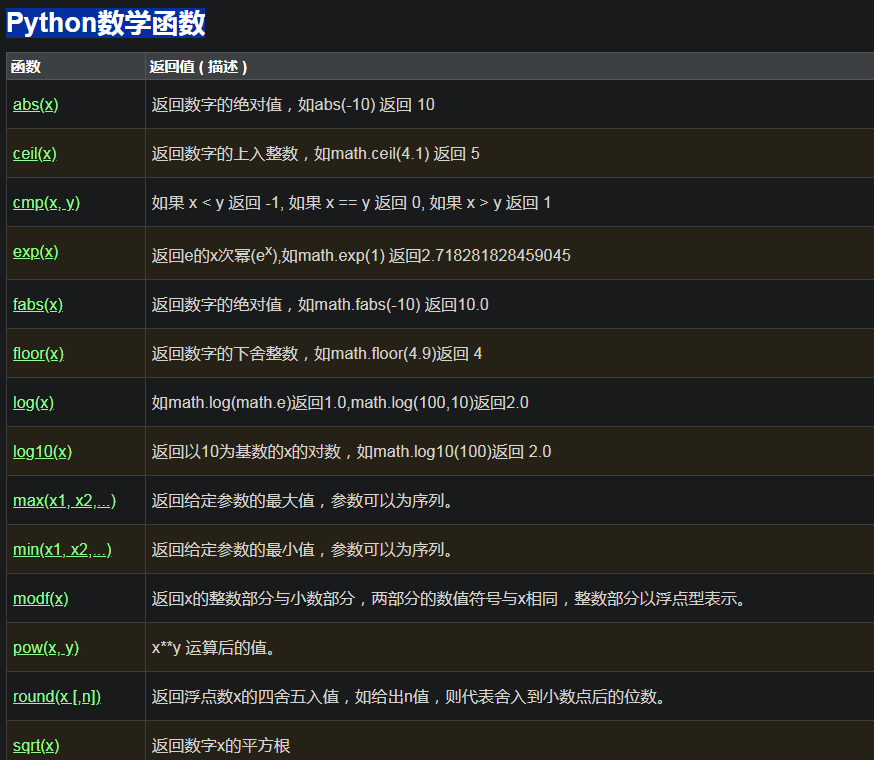 Python数学函数
函数 返回值 ( 描述 )
abs(x) 返回数字的绝对值，如abs(-10) 返回 10
ceil(x) 返回数字的上入整数，如math.ceil(4.1) 返回 5
cmp(x, y) 如果 x < y 返回 -1, 如果 x == y 返回 0, 如果 x > y 返回 1
exp(x) 返回e的x次幂(eˣ),如math.exp(1) 返回2.718281828459045
fabs(x) 返回数字的绝对值，如math.fabs(-10) 返回10.0
floor(x) 返回数字的下舍整数，如math.floor(4.9)返回 4
log(x) 如math.log(math.e)返回1.0,math.log(100,10)返回2.0
log10(x) 返回以10为基数的x的对数，如math.log10(100)返回 2.0
max(x1, x2,...) 返回给定参数的最大值，参数可以为序列。
min(x1, x2,...) 返回给定参数的最小值，参数可以为序列。
modf(x) 返回x的整数部分与小数部分，两部分的数值符号与x相同，整数部分以浮点型表示。
pow(x, y) x**y 运算后的值。
round(x [,n]) 返回浮点数x的四舍五入值，如给出n值，则代表舍入到小数点后的位数。
sqrt(x) 返回数字x的平方根